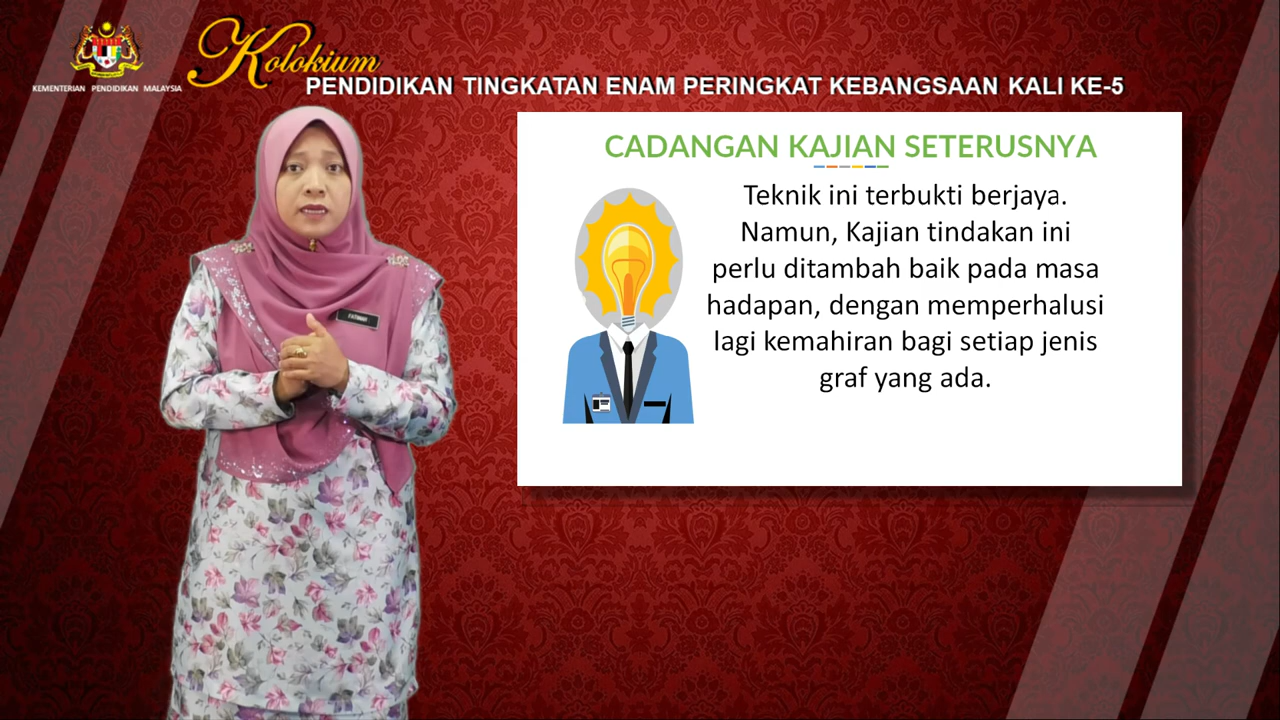 Kolokium
KEMENTERIAN PENDIDIKAN MALAYSIA
PENDIDIKAN TINGKATAN ENAM PERINGKAT KEBANGSAAN KALI KE-5
CADANGAN KAJIAN SETERUSNYA
Teknik ini terbukti berjaya.
Namun, Kajian tindakan ini
perlu ditambah baik pada masa
hadapan, dengan memperhalusi
lagi kemahiran bagi setiap jenis
graf yang ada.
FATIMAH